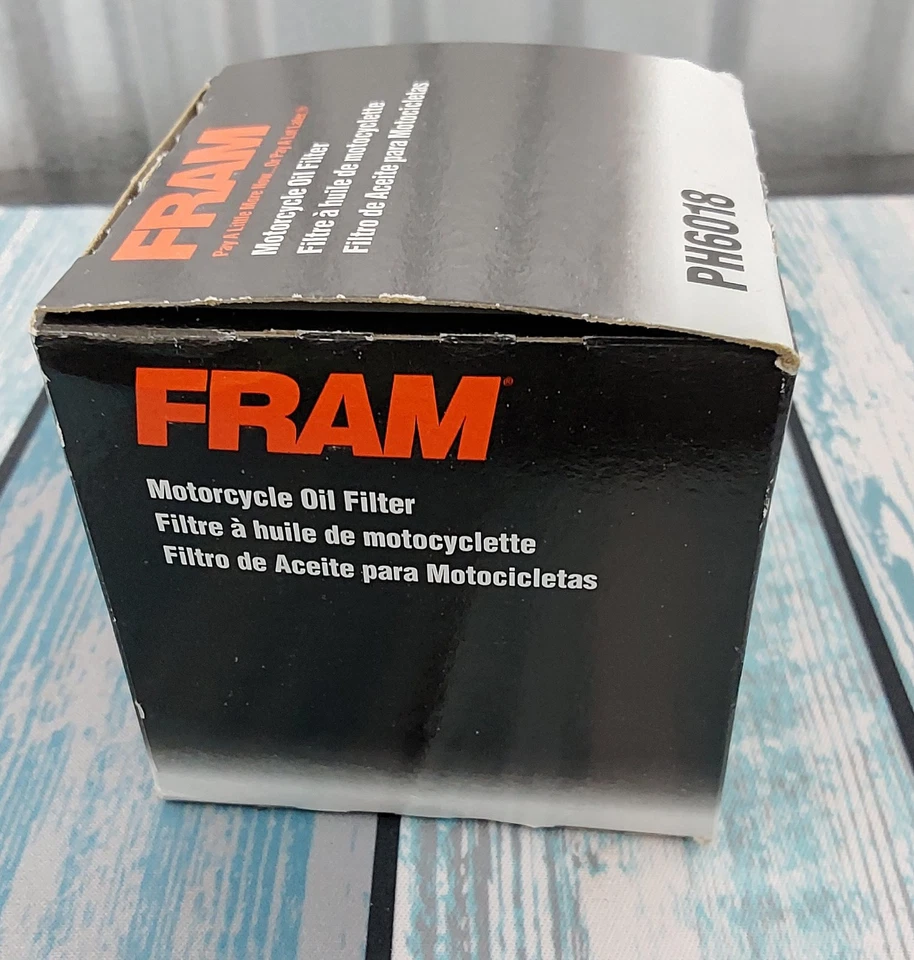 FRAM
Pay A Little More Now...Or Pay A Lot Later.®
Motorcycle Oil Filter
Filtre à huile de motocyclette
Filtro de Aceite para Motocicletas
PH6018
FRAM®
Motorcycle Oil Filter
Filtre à huile de motocyclette
Filtro de Aceite para Motocicletas